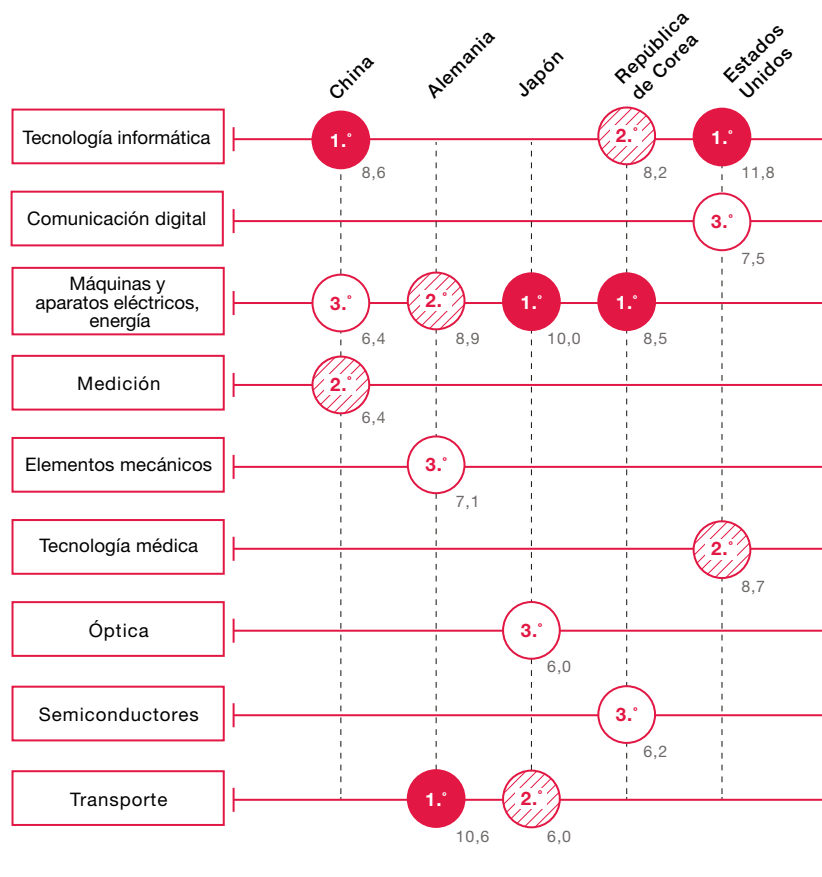 China
Alemania
Japón
República
de Corea
Estados
Unidos
Tecnología informática
1.°
8,6
2.°
8,2
1.°
11,8
Comunicación digital
3.°
7,5
Máquinas y
aparatos eléctricos,
energía
3.°
6,4
2.°
8,9
1.°
10,0
1.°
8,5
Medición
2.°
6,4
Elementos mecánicos
3.°
7,1
Tecnología médica
2.°
8,7
Óptica
3.°
6,0
Semiconductores
3.°
6,2
Transporte
1.°
10,6
2.°
6,0